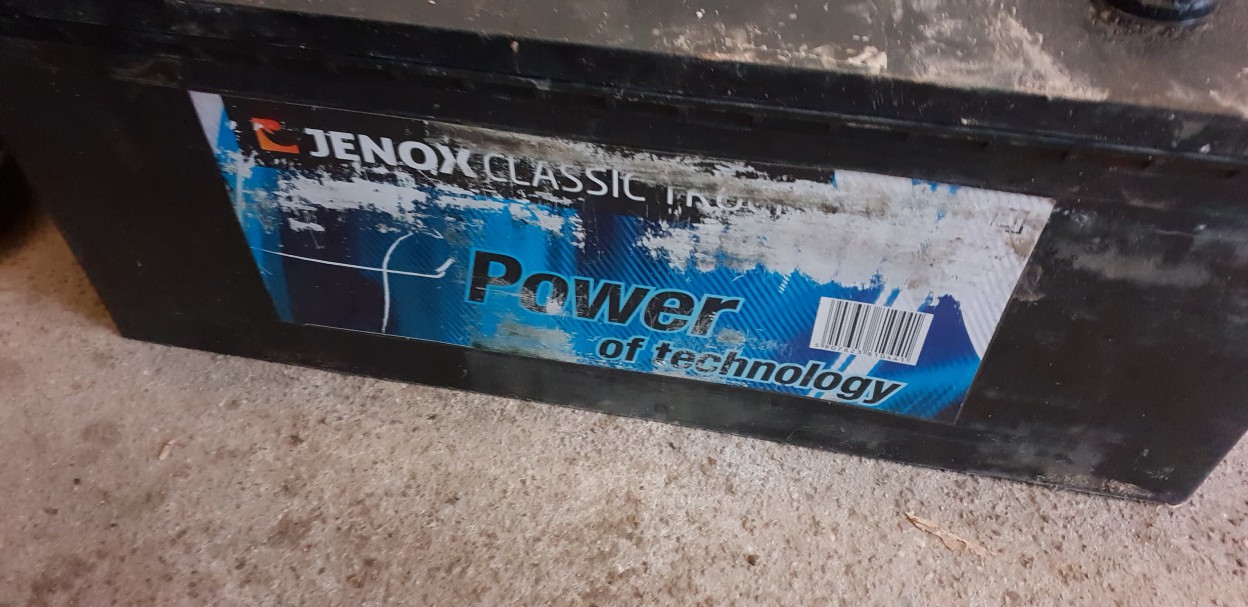 JENOX CLASSIC
Power
of technology